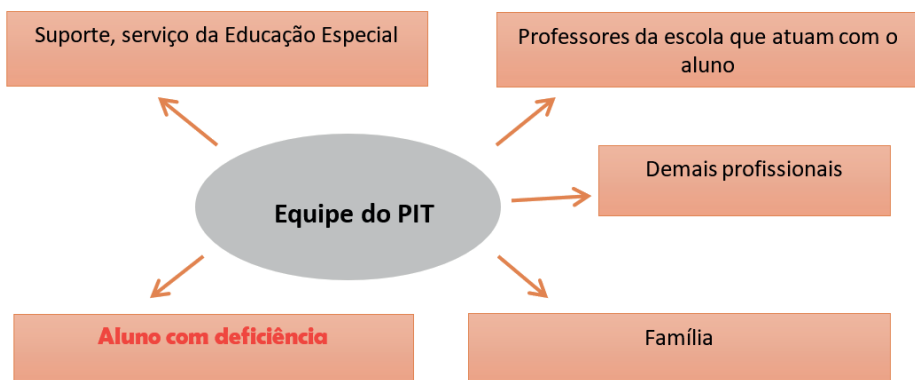 Suporte, serviço da Educação Especial
Professores da escola que atuam com o
aluno
Demais profissionais
Equipe do PIT
Aluno com deficiência
Família